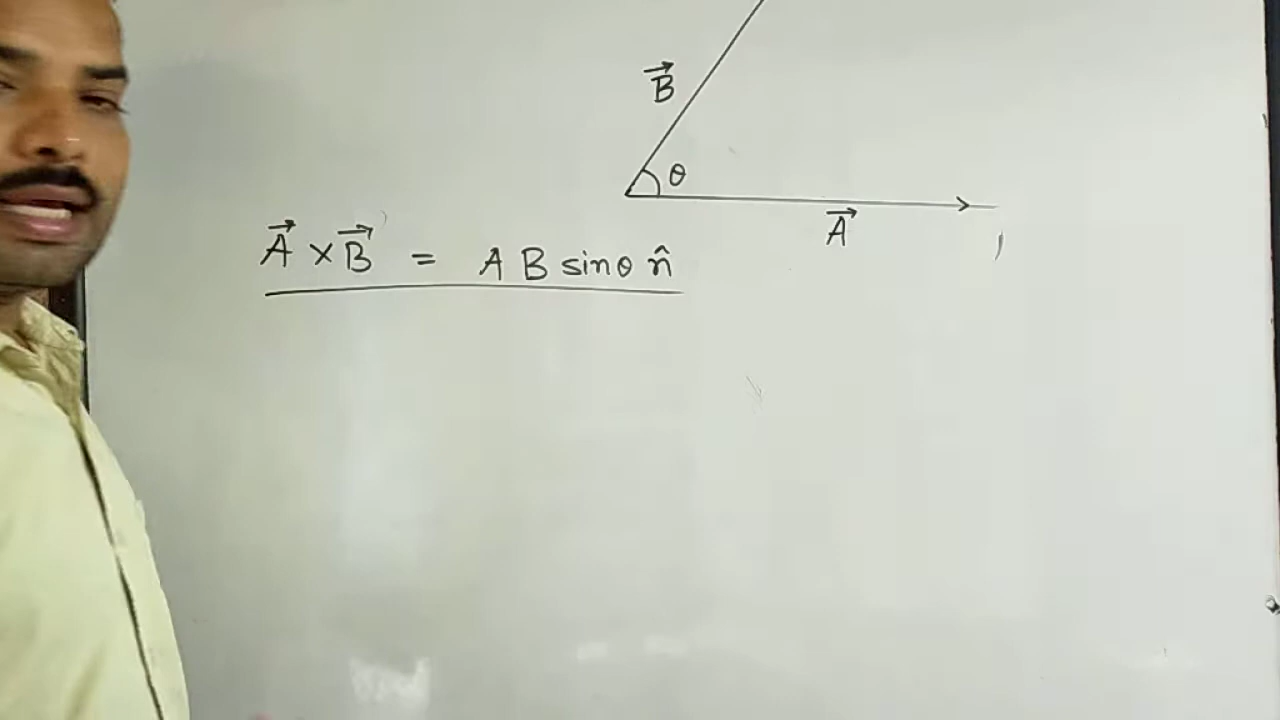 B⃗
θ
A⃗
A⃗ × B⃗ = A B sinθ n̂